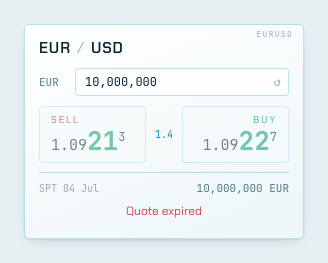 EURUSD
EUR / USD
EUR 10,000,000 ↺
SELL BUY
1.09213 1.4 1.09227
SPT 04 Jul 10,000,000 EUR
Quote expired